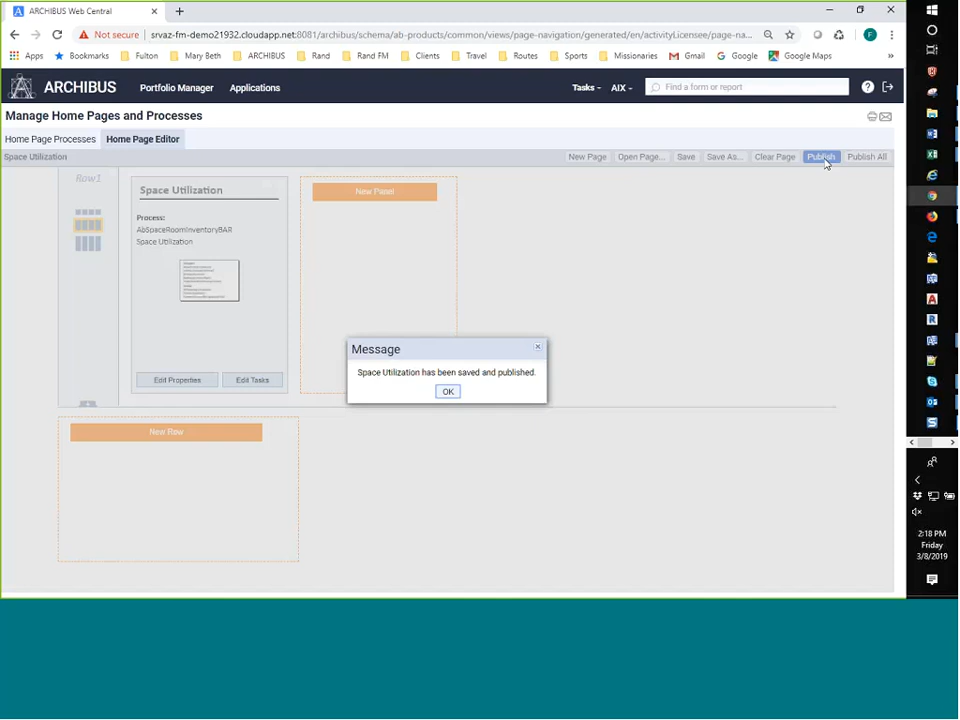 ARCHIBUS Web Central
Not secure srvaz-fm-demo21932.cloudapp.net:8081/archibus/schema/ab-products/common/views/page-navigation/generated/en/activityLicensee/page-na...
Apps Bookmarks Fulton Mary Beth ARCHIBUS Rand Rand FM Clients Travel Routes Sports Missionaries Gmail Google Google Maps »
ARCHIBUS Portfolio Manager Applications Tasks AIX Find a form or report
Manage Home Pages and Processes
Home Page Processes Home Page Editor
Space Utilization New Page Open Page... Save Save As... Clear Page Publish Publish All
Row1
Space Utilization
New Panel
Process:
AbSpaceRoomInventoryBAR
Space Utilization
Message
Space Utilization has been saved and published.
OK
Edit Properties Edit Tasks
New Row
2:18 PM
Friday
3/8/2019